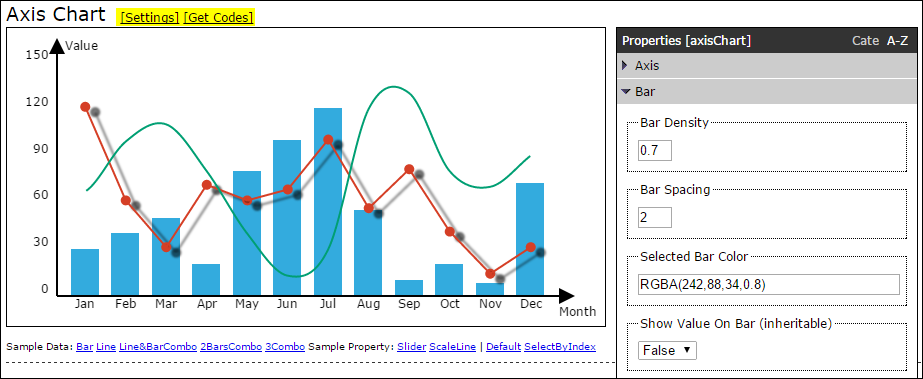 Axis Chart [Settings] [Get Codes]
Value
150
120
90
60
30
0
Jan Feb Mar Apr May Jun Jul Aug Sep Oct Nov Dec
Month
Sample Data: Bar Line Line&BarCombo 2BarsCombo 3Combo Sample Property: Slider ScaleLine | Default SelectByIndex
Properties [axisChart] Cate A-Z
Axis
Bar
Bar Density
0.7
Bar Spacing
2
Selected Bar Color
RGBA(242,88,34,0.8)
Show Value On Bar (inheritable)
False